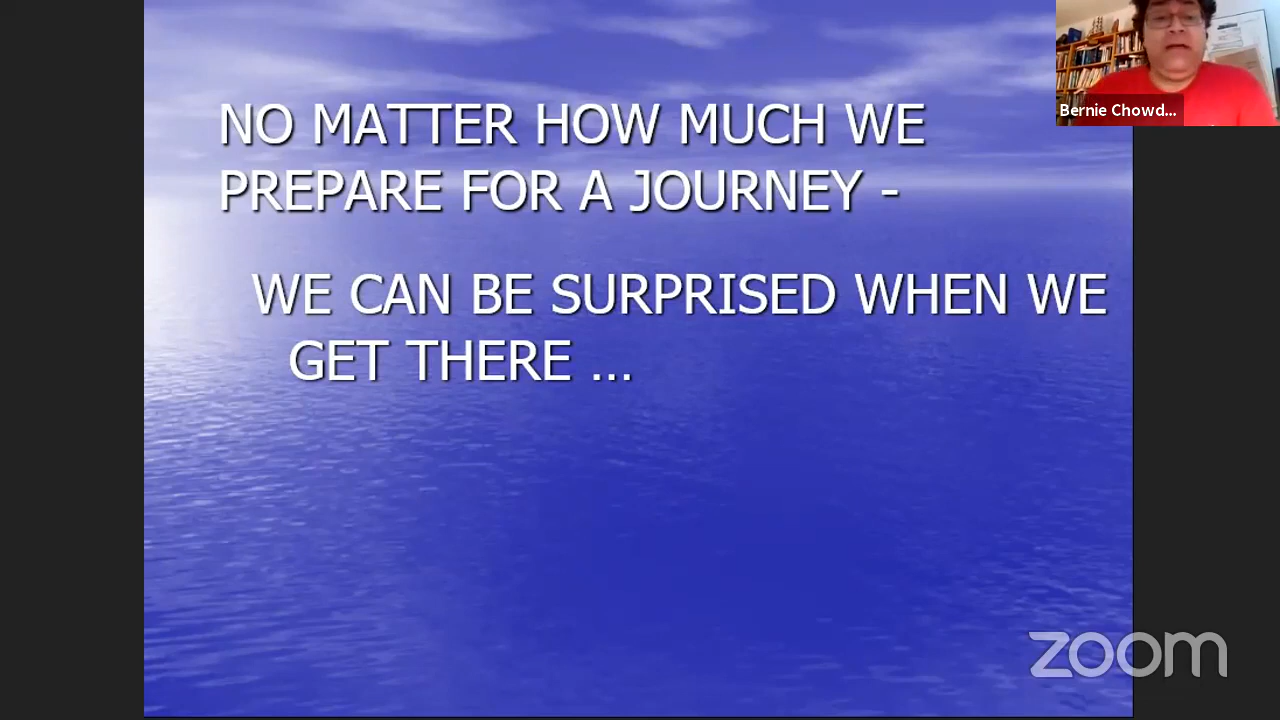 Bernie Chowd...
NO MATTER HOW MUCH WE
PREPARE FOR A JOURNEY -
WE CAN BE SURPRISED WHEN WE
GET THERE ...
zoom